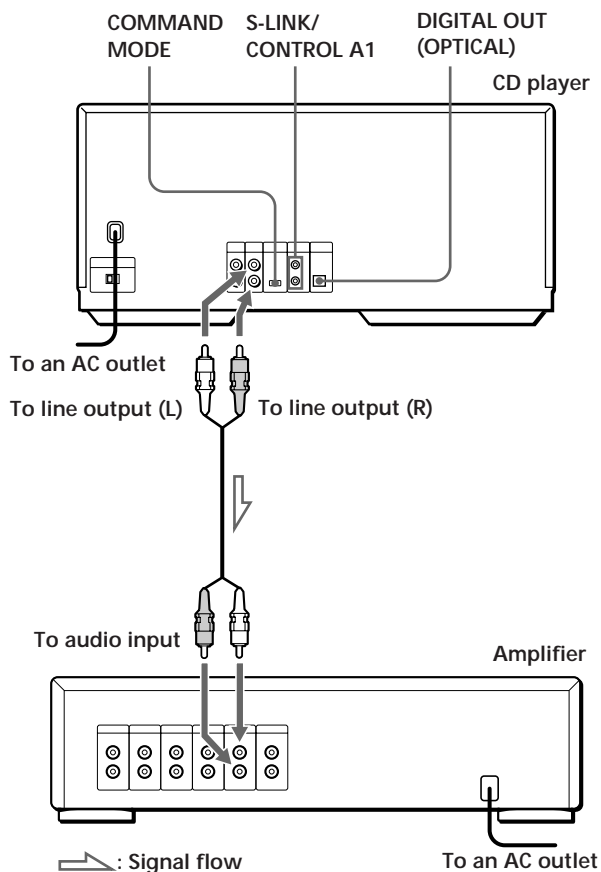 COMMAND
MODE
S-LINK/
CONTROL A1
DIGITAL OUT
(OPTICAL)
CD player
To an AC outlet
To line output (L)
To line output (R)
To audio input
Amplifier
: Signal flow
To an AC outlet